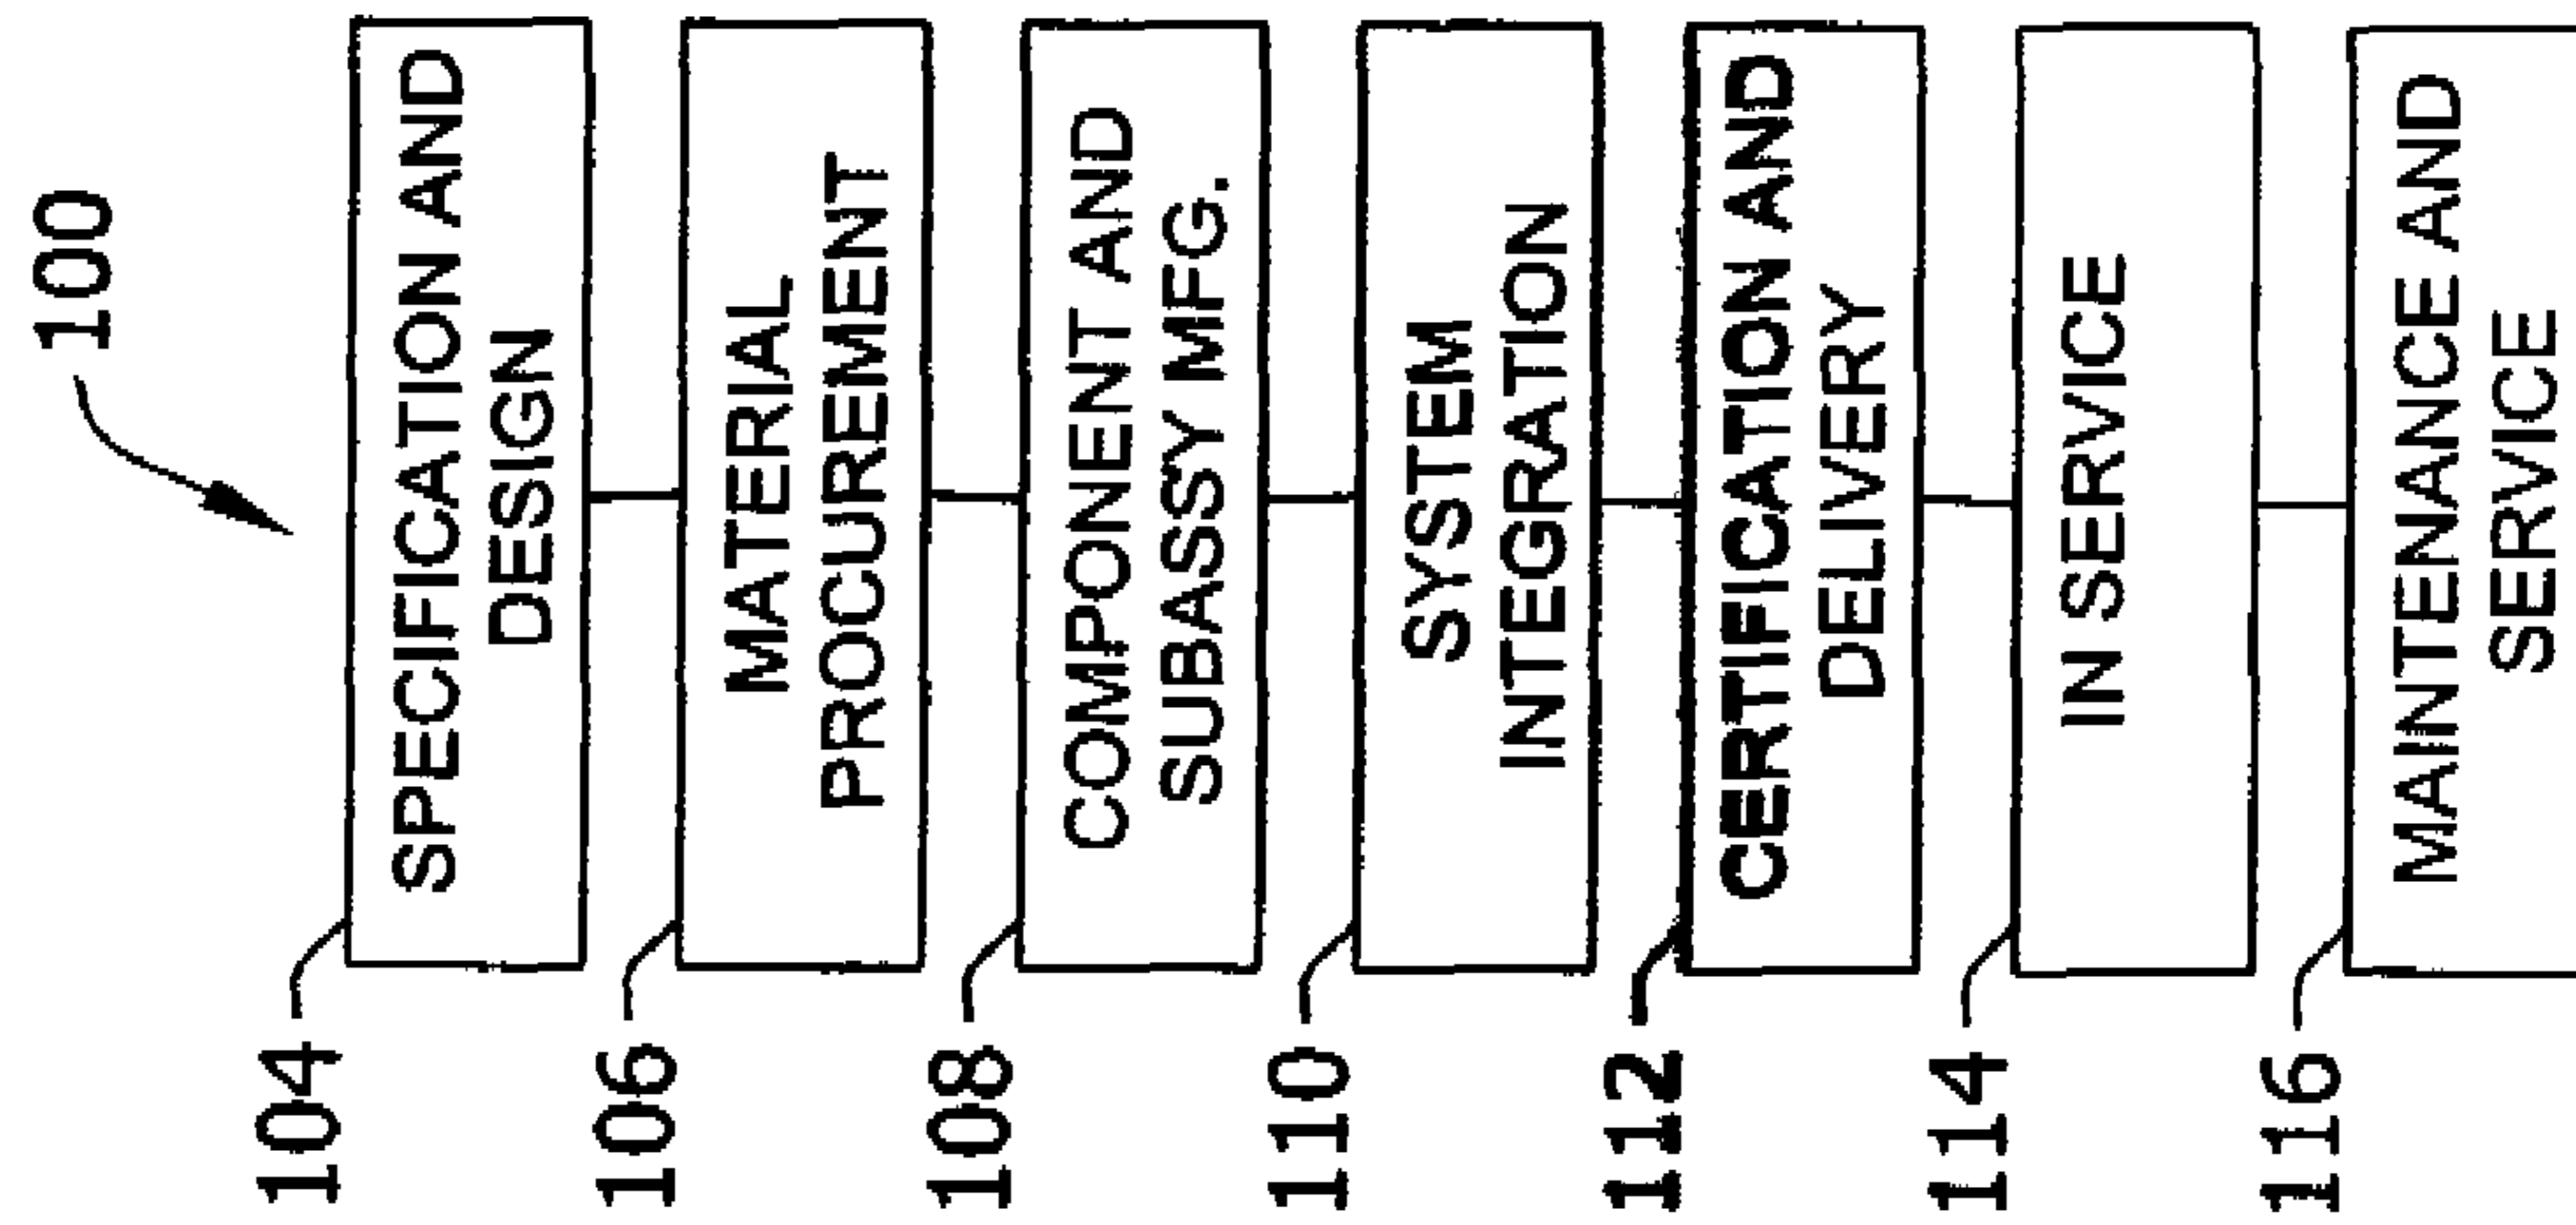 100
104
SPECIFICATION AND
DESIGN
106
MATERIAL
PROCUREMENT
108
COMPONENT AND
SUBASSY MFG.
110
SYSTEM
INTEGRATION
112
CERTIFICATION AND
DELIVERY
114
IN SERVICE
116
MAINTENANCE AND
SERVICE